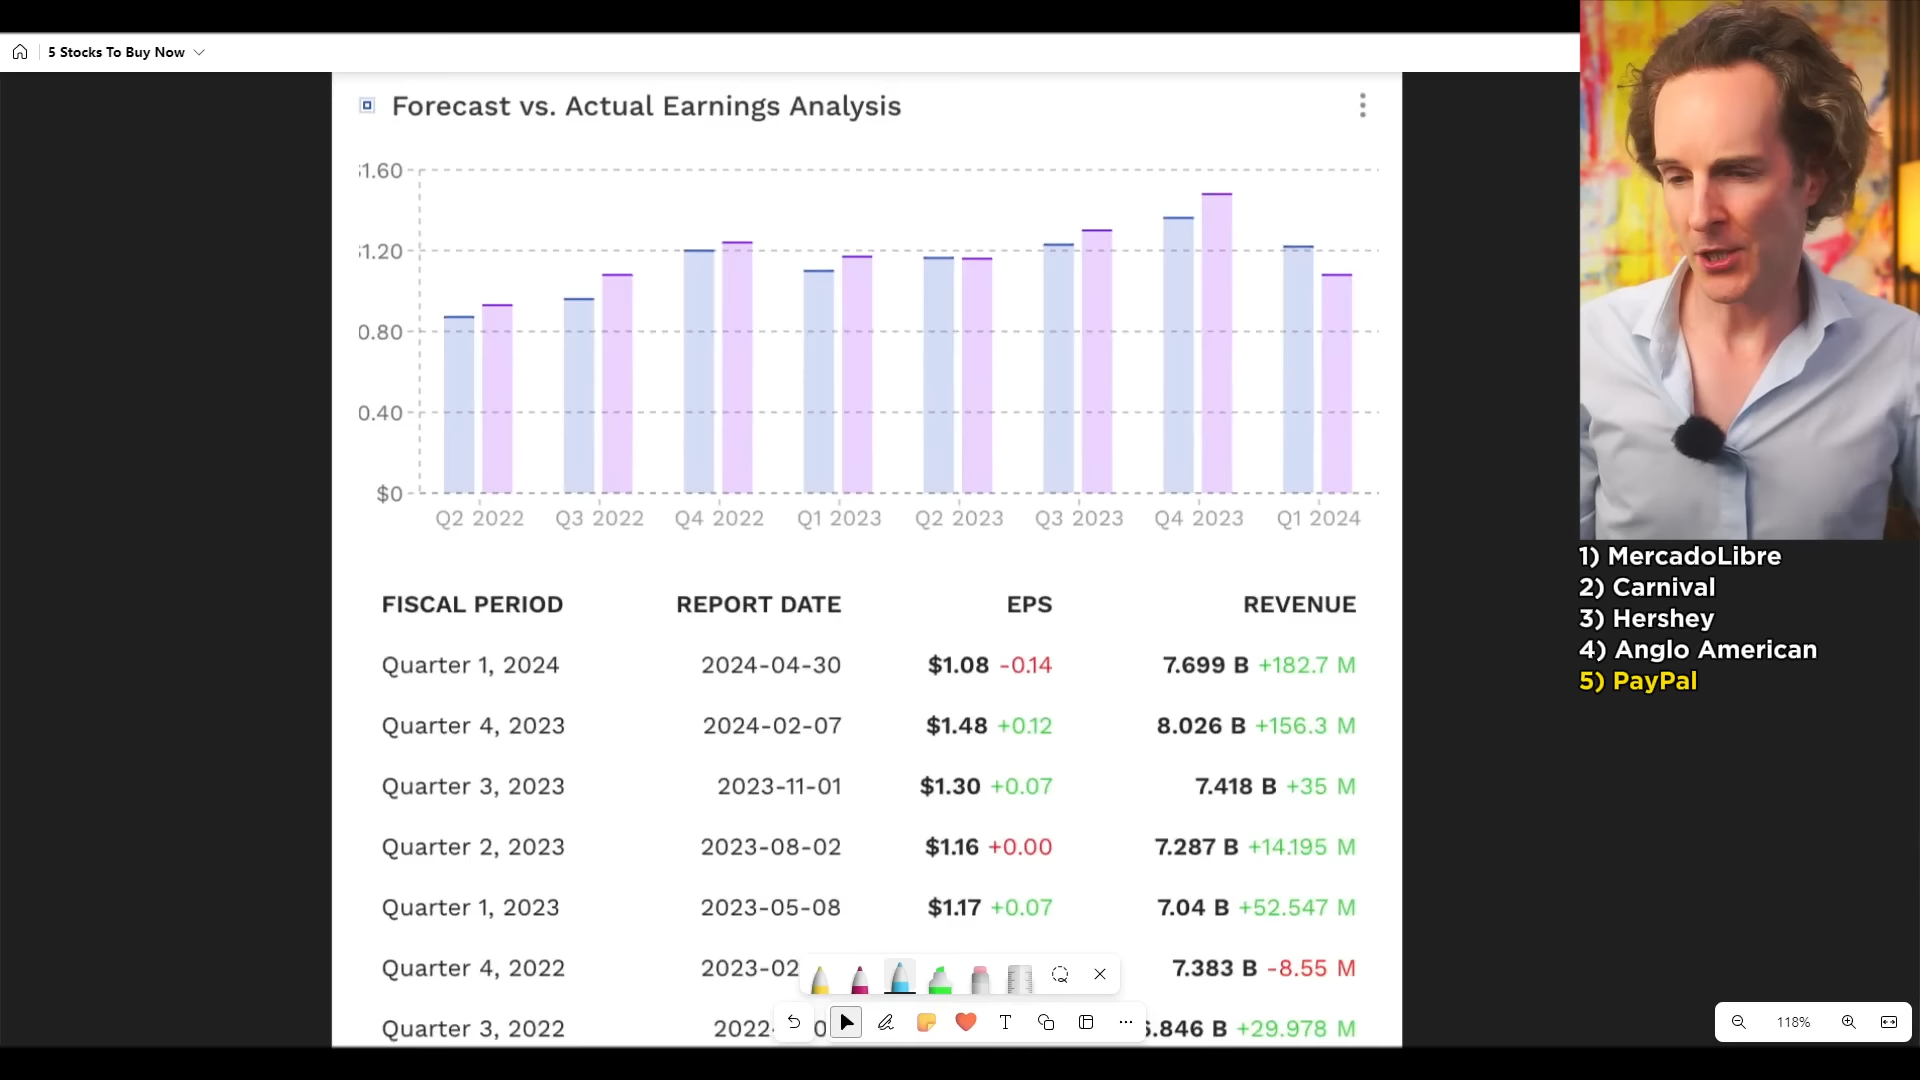 5 Stocks To Buy Now
Forecast vs. Actual Earnings Analysis
1.60
1.20
0.80
0.40
$0
Q2 2022 Q3 2022 Q4 2022 Q1 2023 Q2 2023 Q3 2023 Q4 2023 Q1 2024
FISCAL PERIOD REPORT DATE EPS REVENUE
Quarter 1, 2024 2024-04-30 $1.08 -0.14 7.699 B +182.7 M
Quarter 4, 2023 2024-02-07 $1.48 +0.12 8.026 B +156.3 M
Quarter 3, 2023 2023-11-01 $1.30 +0.07 7.418 B +35 M
Quarter 2, 2023 2023-08-02 $1.16 +0.00 7.287 B +14.195 M
Quarter 1, 2023 2023-05-08 $1.17 +0.07 7.04 B +52.547 M
Quarter 4, 2022 2023-02 7.383 B -8.55 M
Quarter 3, 2022 2022- .846 B +29.978 M
T
118%
1) MercadoLibre
2) Carnival
3) Hershey
4) Anglo American
5) PayPal